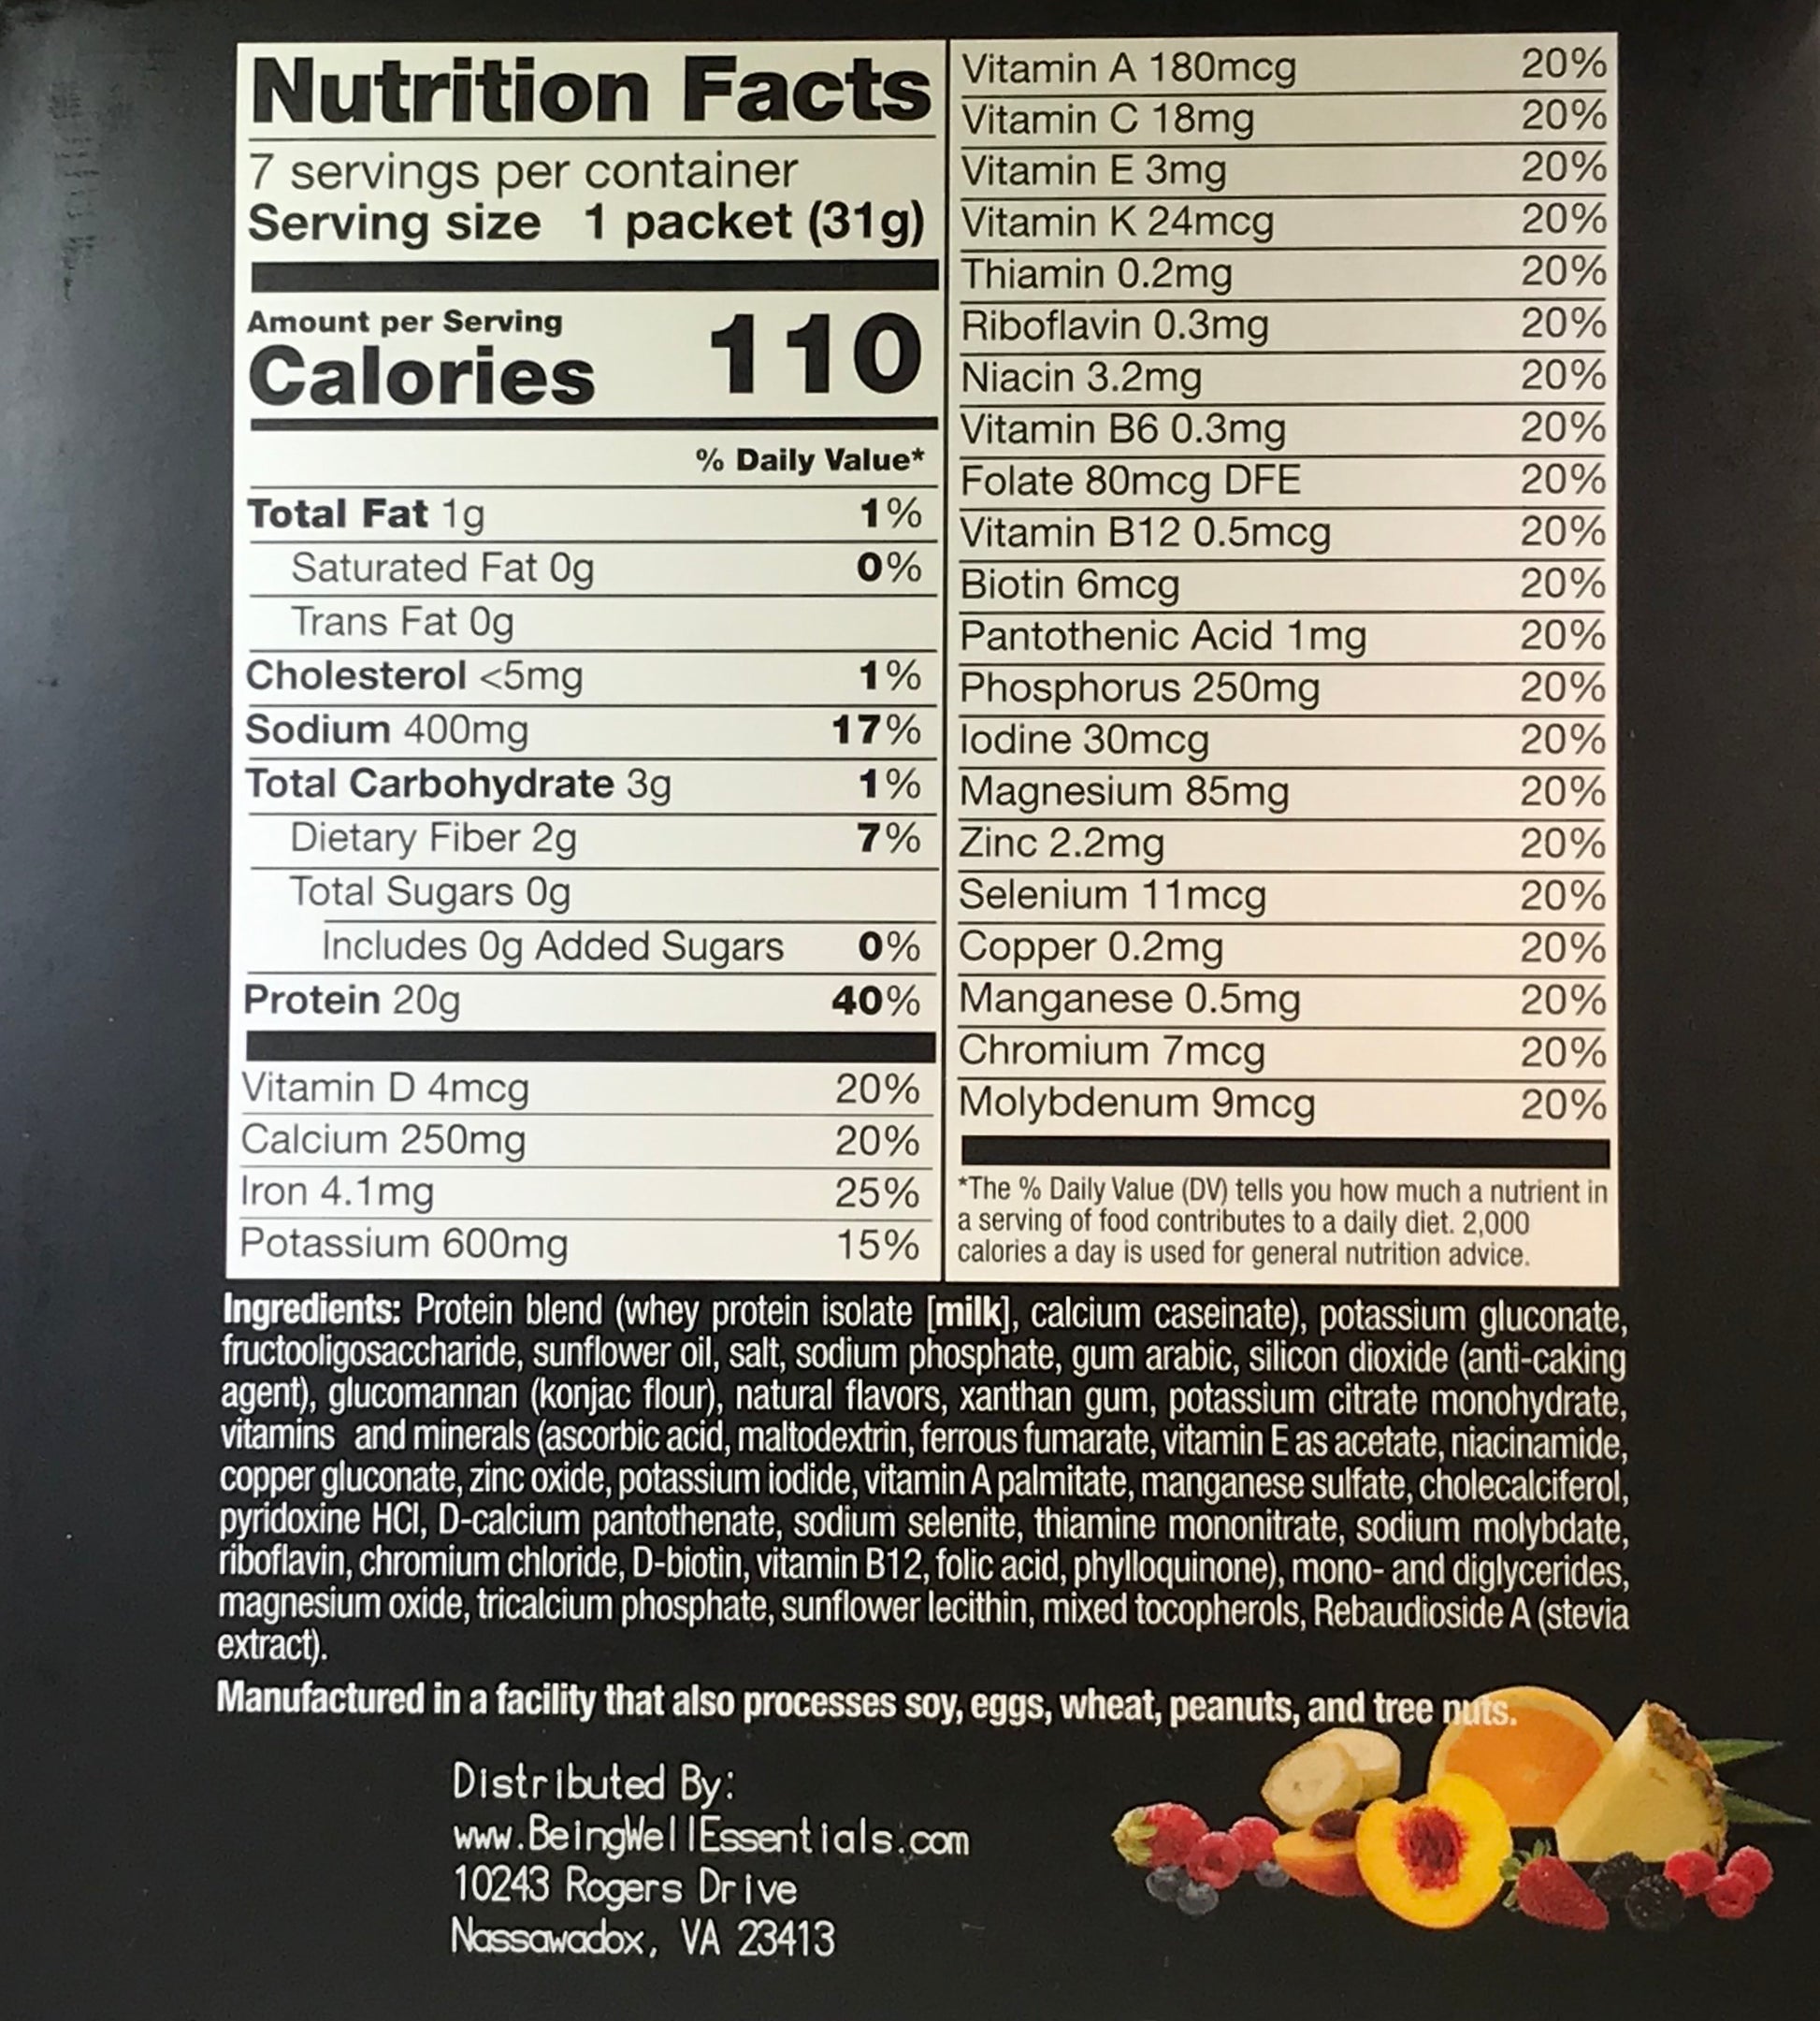 Nutrition Facts
7 servings per container
Serving size 1 packet (31g)
Amount per Serving
Calories 110
% Daily Value*
Total Fat 1g 1%
Saturated Fat 0g 0%
Trans Fat 0g
Cholesterol <5mg 1%
Sodium 400mg 17%
Total Carbohydrate 3g 1%
Dietary Fiber 2g 7%
Total Sugars 0g
Includes 0g Added Sugars 0%
Protein 20g 40%
Vitamin D 4mcg 20%
Calcium 250mg 20%
Iron 4.1mg 25%
Potassium 600mg 15%
Vitamin A 180mcg 20%
Vitamin C 18mg 20%
Vitamin E 3mg 20%
Vitamin K 24mcg 20%
Thiamin 0.2mg 20%
Riboflavin 0.3mg 20%
Niacin 3.2mg 20%
Vitamin B6 0.3mg 20%
Folate 80mcg DFE 20%
Vitamin B12 0.5mcg 20%
Biotin 6mcg 20%
Pantothenic Acid 1mg 20%
Phosphorus 250mg 20%
Iodine 30mcg 20%
Magnesium 85mg 20%
Zinc 2.2mg 20%
Selenium 11mcg 20%
Copper 0.2mg 20%
Manganese 0.5mg 20%
Chromium 7mcg 20%
Molybdenum 9mcg 20%
*The % Daily Value (DV) tells you how much a nutrient in
a serving of food contributes to a daily diet. 2,000
calories a day is used for general nutrition advice.
Ingredients: Protein blend (whey protein isolate [milk], calcium caseinate), potassium gluconate,
fructooligosaccharide, sunflower oil, salt, sodium phosphate, gum arabic, silicon dioxide (anti-caking
agent), glucomannan (konjac flour), natural flavors, xanthan gum, potassium citrate monohydrate,
vitamins and minerals (ascorbic acid, maltodextrin, ferrous fumarate, vitamin E as acetate, niacinamide,
copper gluconate, zinc oxide, potassium iodide, vitamin A palmitate, manganese sulfate, cholecalciferol,
pyridoxine HCl, D-calcium pantothenate, sodium selenite, thiamine mononitrate, sodium molybdate,
riboflavin, chromium chloride, D-biotin, vitamin B12, folic acid, phylloquinone), mono- and diglycerides,
magnesium oxide, tricalcium phosphate, sunflower lecithin, mixed tocopherols, Rebaudioside A (stevia
extract).
Manufactured in a facility that also processes soy, eggs, wheat, peanuts, and tree nuts.
Distributed By:
www.BeingWellEssentials.com
10243 Rogers Drive
Nassawadox, VA 23413